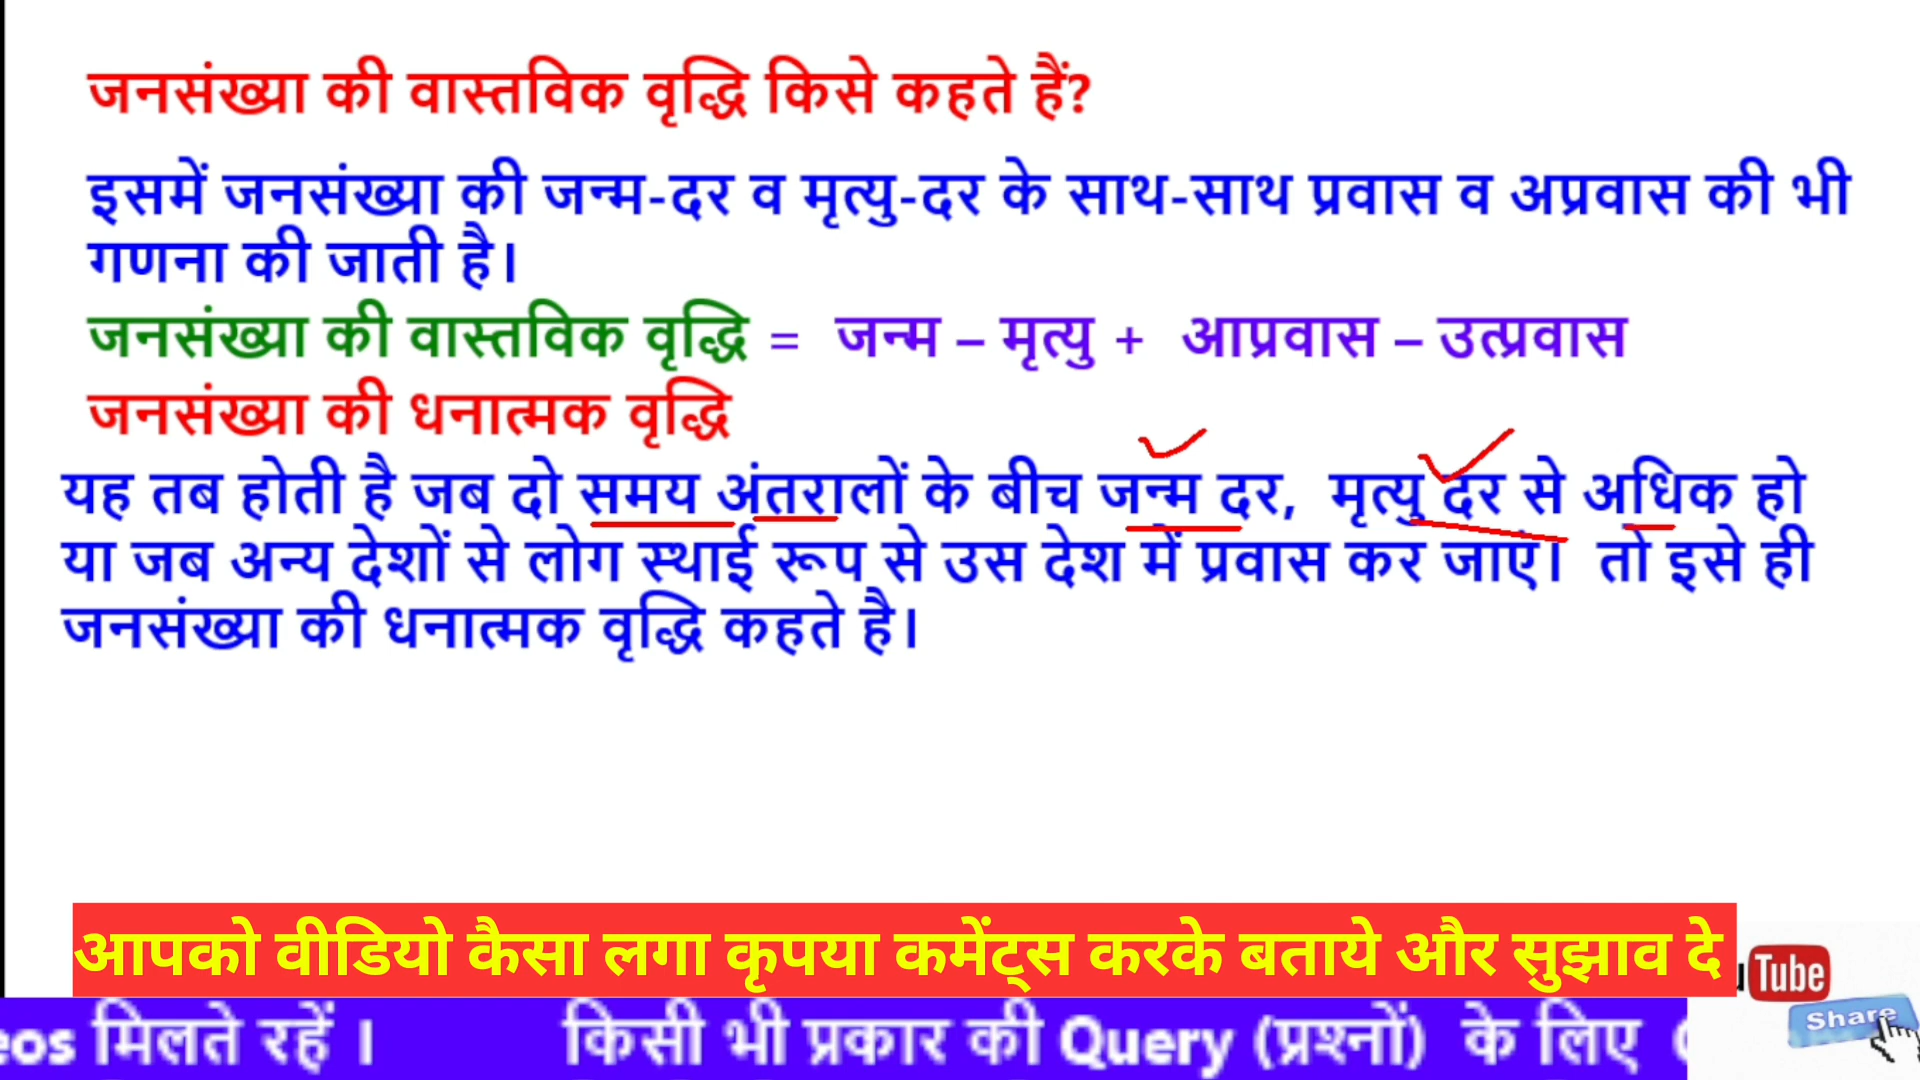 जनसंख्या की वास्तविक वृद्धि किसे कहते हैं?
इसमें जनसंख्या की जन्म-दर व मृत्यु-दर के साथ-साथ प्रवास व अप्रवास की भी
गणना की जाती है।
जनसंख्या की वास्तविक वृद्धि = जन्म – मृत्यु + आप्रवास – उत्प्रवास
जनसंख्या की धनात्मक वृद्धि
यह तब होती है जब दो समय अंतरालों के बीच जन्म दर, मृत्यु दर से अधिक हो
या जब अन्य देशों से लोग स्थाई रूप से उस देश में प्रवास कर जाएं। तो इसे ही
जनसंख्या की धनात्मक वृद्धि कहते है।
आपको वीडियो कैसा लगा कृपया कमेंट्स करके बताये और सुझाव दे
Tube
Share
eos मिलते रहें । किसी भी प्रकार की Query (प्रश्नों) के लिए